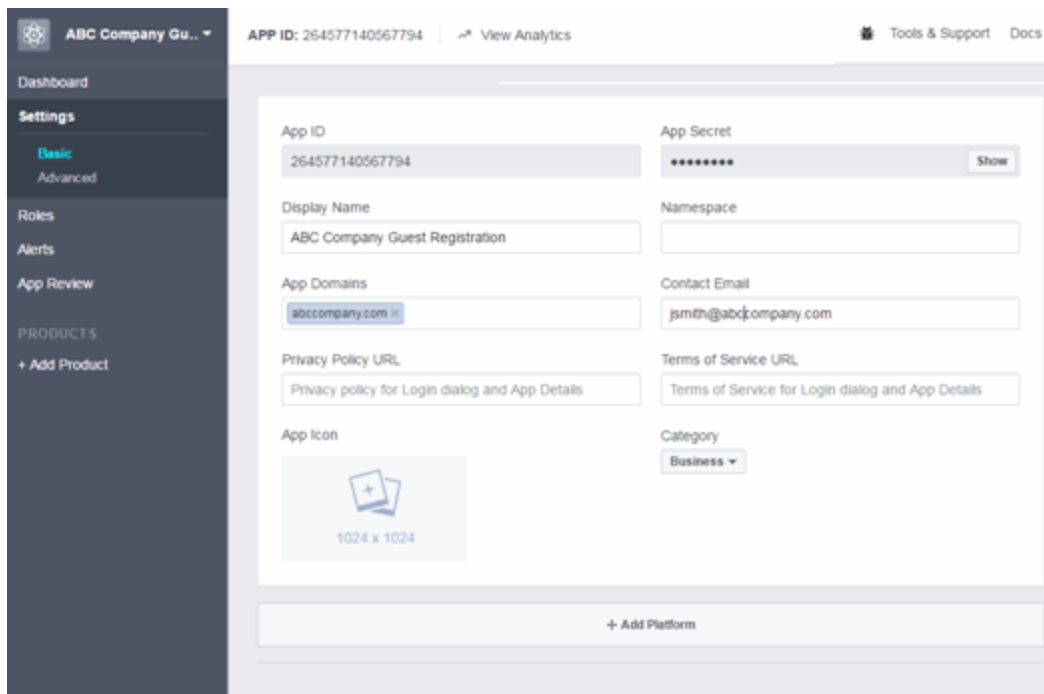 ABC Company Gu..
APP ID: 264577140567794
View Analytics
Tools & Support
Docs
Dashboard
Settings
Basic
Advanced
Roles
Alerts
App Review
PRODUCTS
+ Add Product
App ID
264577140567794
App Secret
●●●●●●●●
Show
Display Name
ABC Company Guest Registration
Namespace
App Domains
abccompany.com ×
Contact Email
jsmith@abccompany.com
Privacy Policy URL
Privacy policy for Login dialog and App Details
Terms of Service URL
Terms of Service for Login dialog and App Details
App Icon
1024 x 1024
Category
Business
+ Add Platform